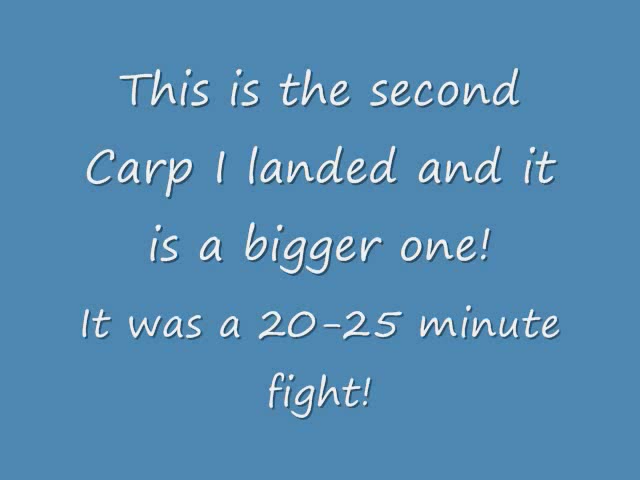 This is the second
Carp I landed and it
is a bigger one!
It was a 20-25 minute
fight!